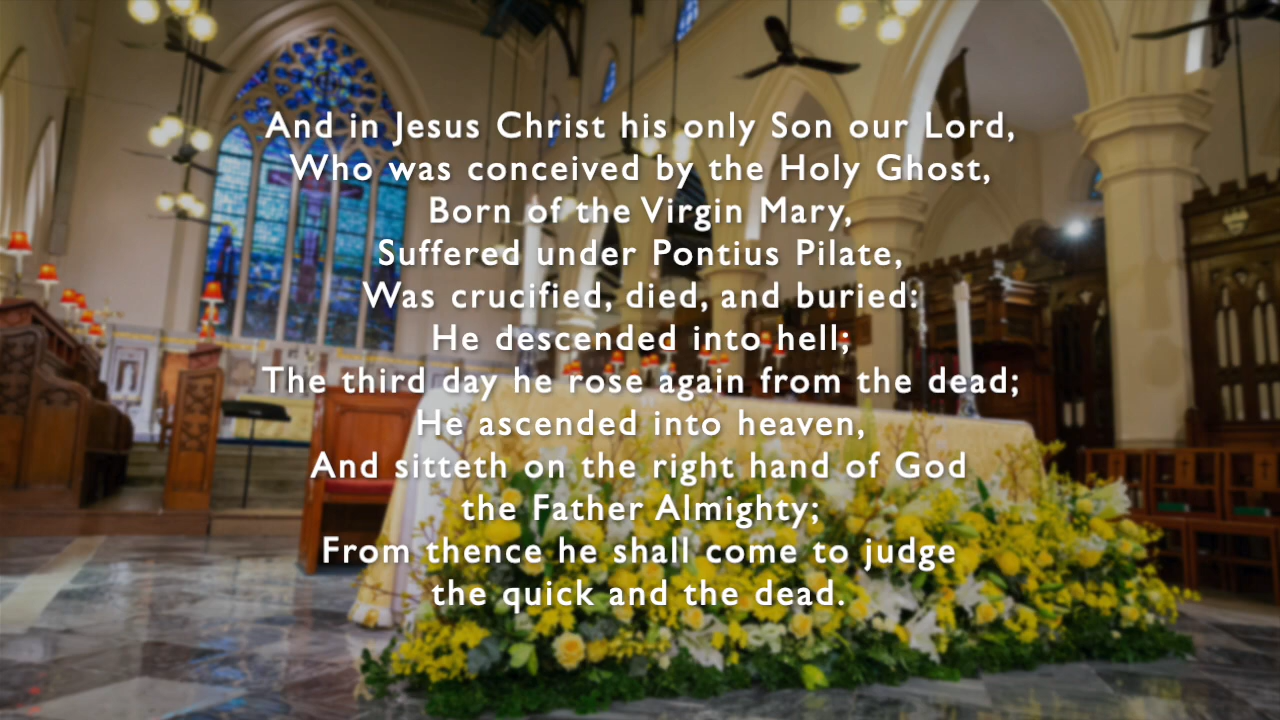 And in Jesus Christ his only Son our Lord,
Who was conceived by the Holy Ghost,
Born of the Virgin Mary,
Suffered under Pontius Pilate,
Was crucified, died, and buried:
He descended into hell;
The third day he rose again from the dead;
He ascended into heaven,
And sitteth on the right hand of God
the Father Almighty;
From thence he shall come to judge
the quick and the dead.